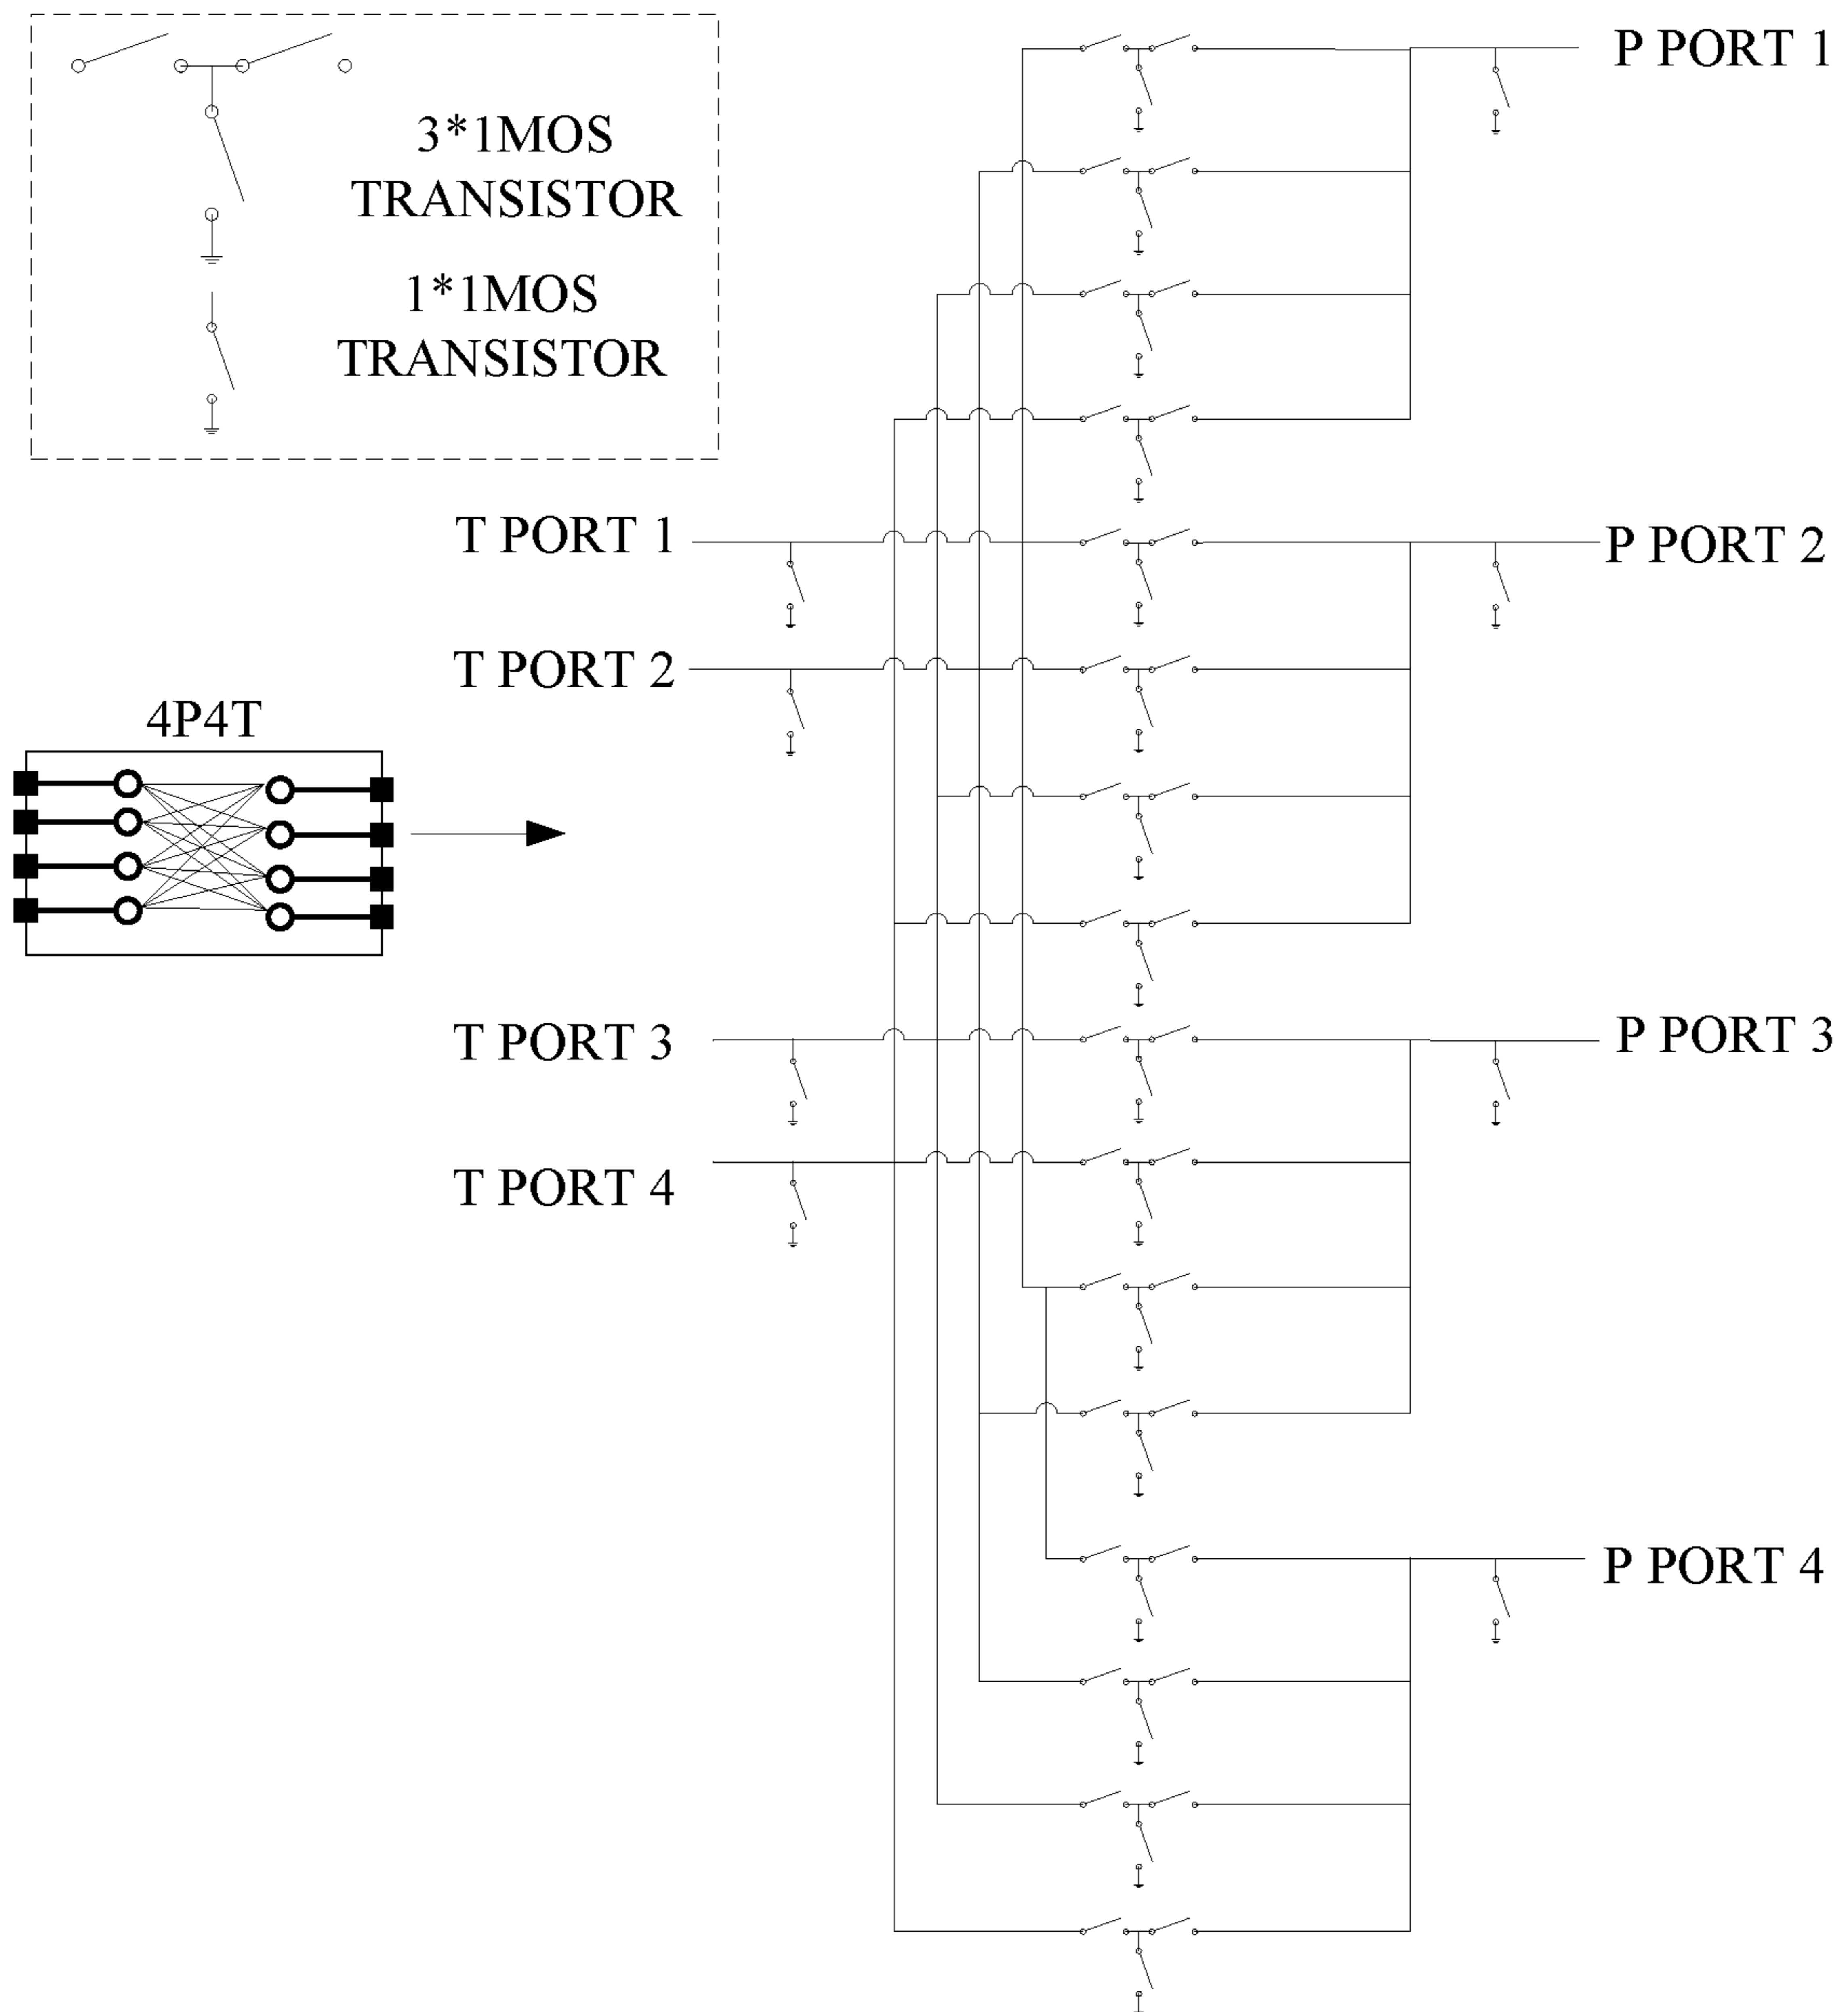 3*1MOS
TRANSISTOR
1*1MOS
TRANSISTOR
P PORT 1
T PORT 1
P PORT 2
T PORT 2
4P4T
T PORT 3
P PORT 3
T PORT 4
P PORT 4